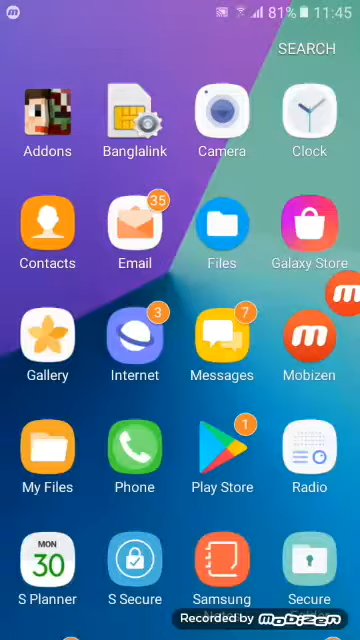 81% 11:45
SEARCH
Addons Banglalink Camera Clock
35
Contacts Email Files Galaxy Store
3 7
Gallery Internet Messages Mobizen
1
My Files Phone Play Store Radio
MON
30
S Planner S Secure Samsung Secure
Recorded by MOBIZEN